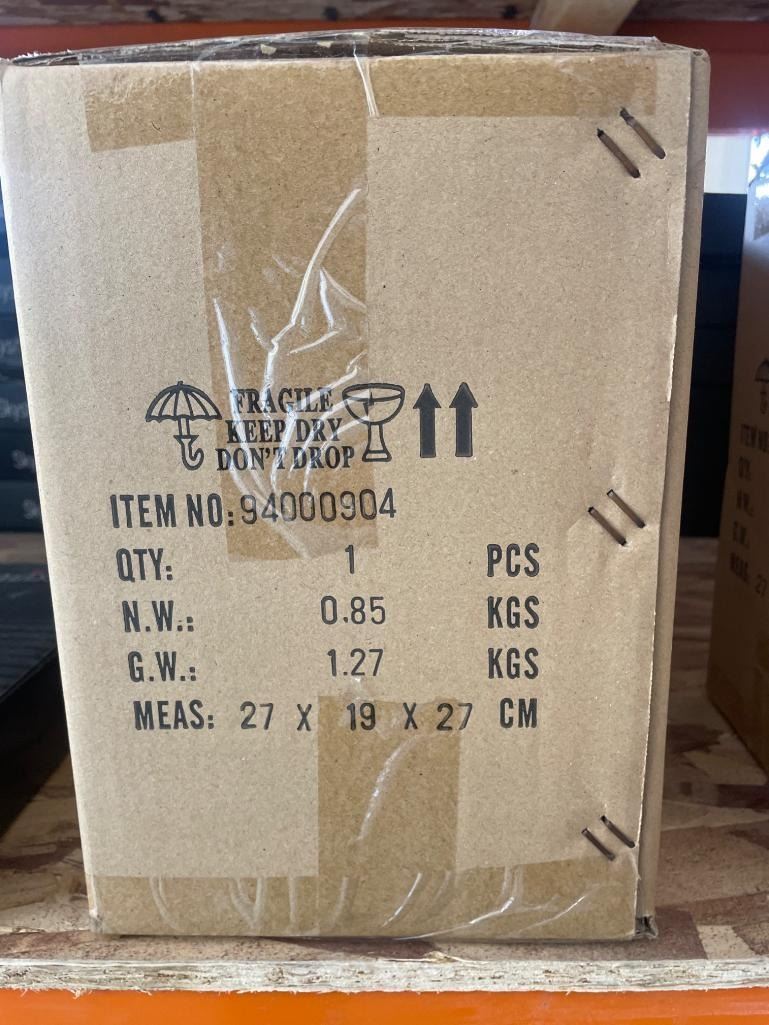 FRAGILE
KEEP DRY
DON'T DROP
ITEM NO: 94000904
QTY: 1 PCS
N.W.: 0.85 KGS
G.W.: 1.27 KGS
MEAS: 27 X 19 X 27 CM